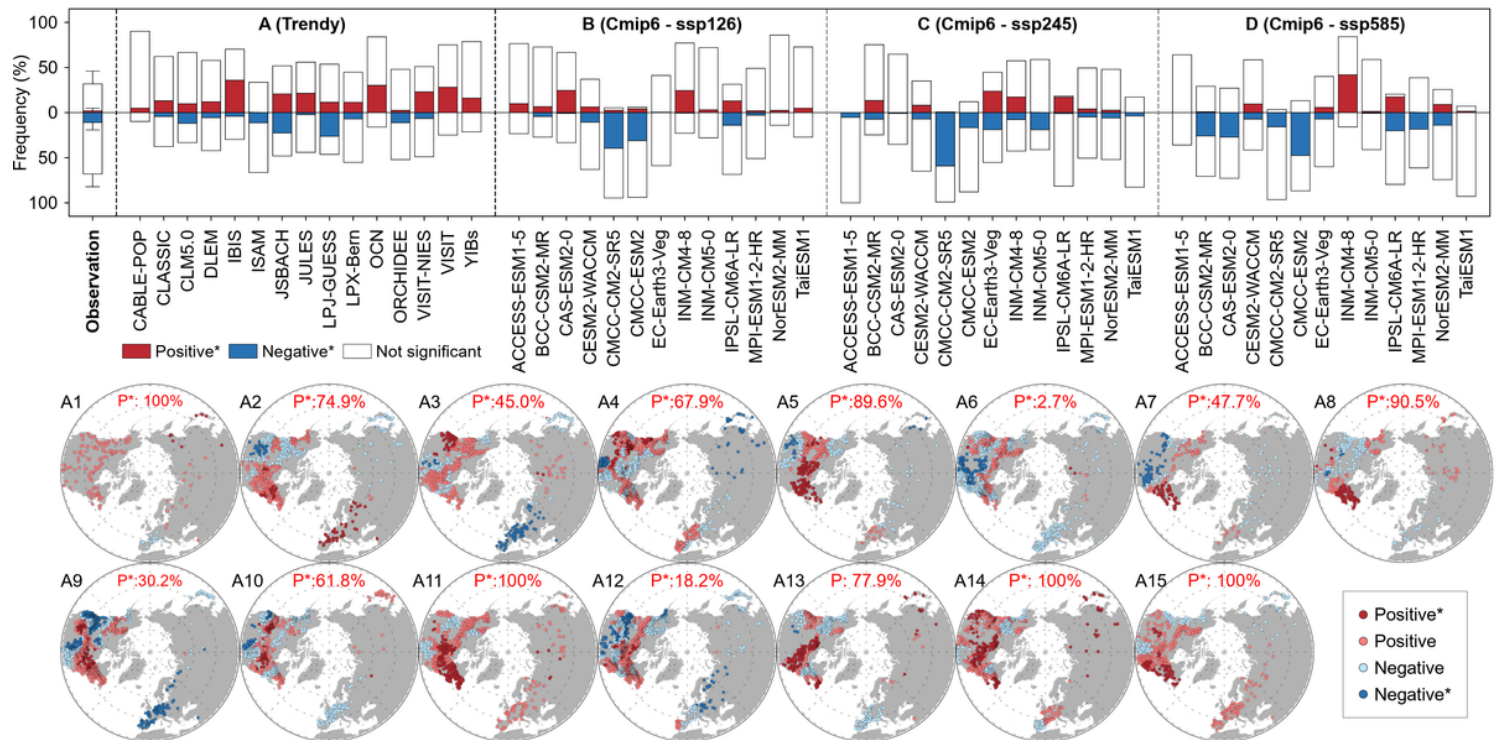 A (Trendy) B (Cmip6 - ssp126) C (Cmip6 - ssp245) D (Cmip6 - ssp585)
Frequency (%)
100
50
0
50
100
Observation
CABLE-POP
CLASSIC
CLM5.0
DLEM
IBIS
ISAM
JSBACH
JULES
LPJ-GUESS
LPX-Bern
OCN
ORCHIDEE
VISIT-NIES
VISIT
YIBs
ACCESS-ESM1-5
BCC-CSM2-MR
CAS-ESM2-0
CESM2-WACCM
CMCC-CM2-SR5
CMCC-ESM2
EC-Earth3-Veg
INM-CM4-8
INM-CM5-0
IPSL-CM6A-LR
MPI-ESM1-2-HR
NorESM2-MM
TaiESM1
ACCESS-ESM1-5
BCC-CSM2-MR
CAS-ESM2-0
CESM2-WACCM
CMCC-CM2-SR5
CMCC-ESM2
EC-Earth3-Veg
INM-CM4-8
INM-CM5-0
IPSL-CM6A-LR
MPI-ESM1-2-HR
NorESM2-MM
TaiESM1
ACCESS-ESM1-5
BCC-CSM2-MR
CAS-ESM2-0
CESM2-WACCM
CMCC-CM2-SR5
CMCC-ESM2
EC-Earth3-Veg
INM-CM4-8
INM-CM5-0
IPSL-CM6A-LR
MPI-ESM1-2-HR
NorESM2-MM
TaiESM1
Positive* Negative* Not significant
A1 P*: 100% A2 P*:74.9% A3 P*:45.0% A4 P*:67.9% A5 P*:89.6% A6 P*:2.7% A7 P*:47.7% A8 P*:90.5%
A9 P*:30.2% A10 P*:61.8% A11 P*:100% A12 P*:18.2% A13 P*: 77.9% A14 P*: 100% A15 P*: 100%
Positive*
Positive
Negative
Negative*